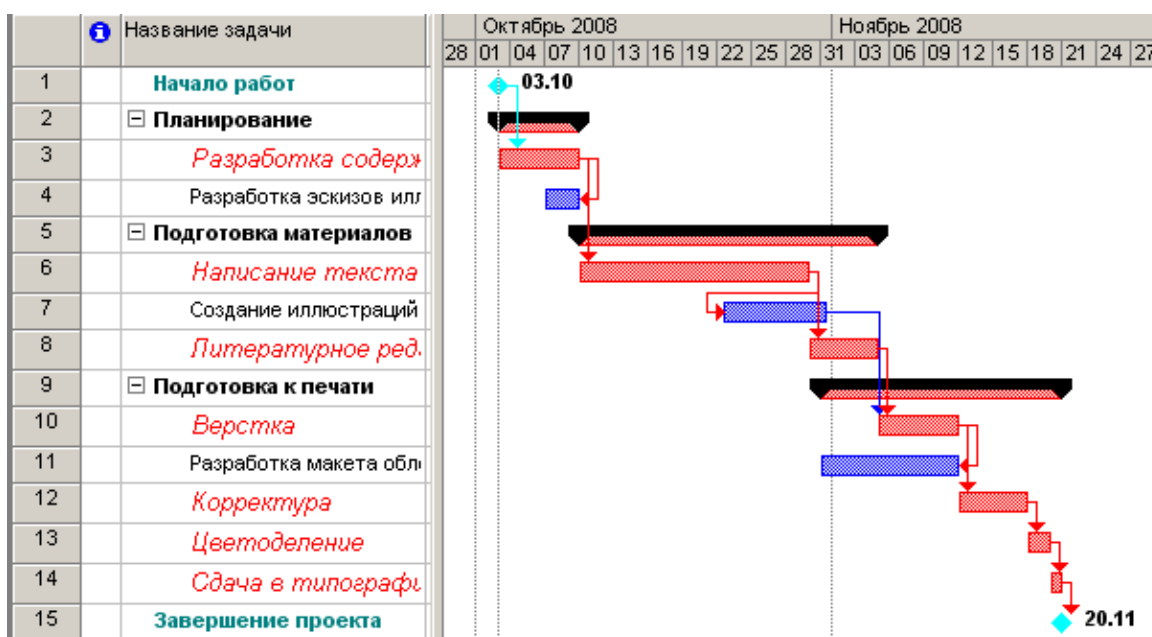 Название задачи
Октябрь 2008 Ноябрь 2008
28 01 04 07 10 13 16 19 22 25 28 31 03 06 09 12 15 18 21 24 27
1 Начало работ 03.10
2 Планирование
3 Разработка содерж
4 Разработка эскизов илл
5 Подготовка материалов
6 Написание текста
7 Создание иллюстраций
8 Литературное ред
9 Подготовка к печати
10 Верстка
11 Разработка макета обло
12 Корректура
13 Цветоделение
14 Сдача в типографи
15 Завершение проекта 20.11